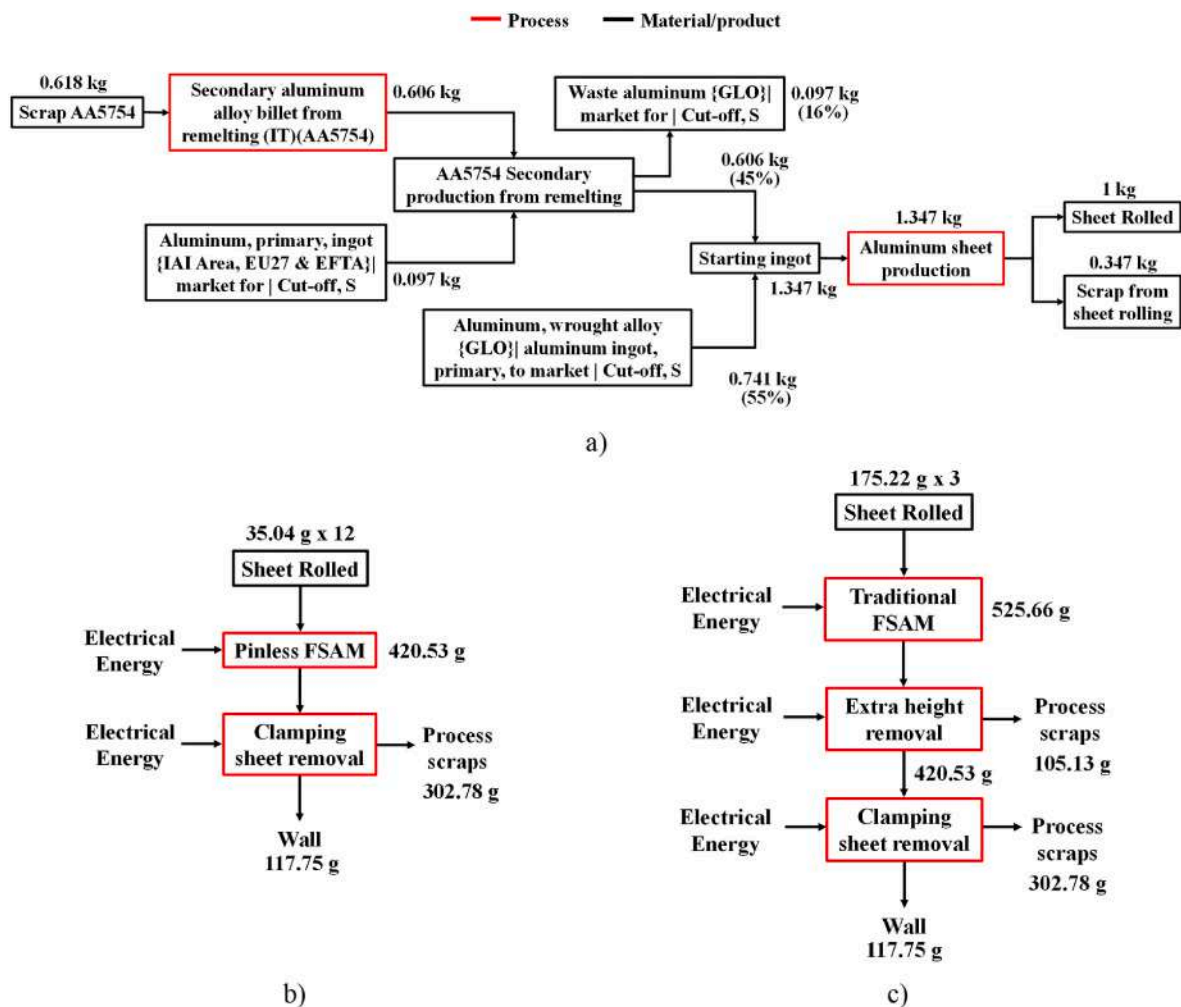 Process
Material/product
0.618 kg
Scrap AA5754
Secondary aluminum
alloy billet from
remelting (IT)(AA5754)
0.606 kg
Waste aluminum {GLO}|
market for | Cut-off, S
0.097 kg
(16%)
AA5754 Secondary
production from remelting
0.606 kg
(45%)
Aluminum, primary, ingot
{IAI Area, EU27 & EFTA}|
market for | Cut-off, S
0.097 kg
Starting ingot
1.347 kg
1.347 kg
Aluminum sheet
production
1 kg
Sheet Rolled
0.347 kg
Scrap from
sheet rolling
Aluminum, wrought alloy
{GLO}| aluminum ingot,
primary, to market | Cut-off, S
0.741 kg
(55%)
a)
35.04 g x 12
Sheet Rolled
Electrical
Energy
Pinless FSAM
420.53 g
Electrical
Energy
Clamping
sheet removal
Process
scraps
302.78 g
Wall
117.75 g
b)
175.22 g x 3
Sheet Rolled
Electrical
Energy
Traditional
FSAM
525.66 g
Electrical
Energy
Extra height
removal
Process
scraps
105.13 g
420.53 g
Electrical
Energy
Clamping
sheet removal
Process
scraps
302.78 g
Wall
117.75 g
c)